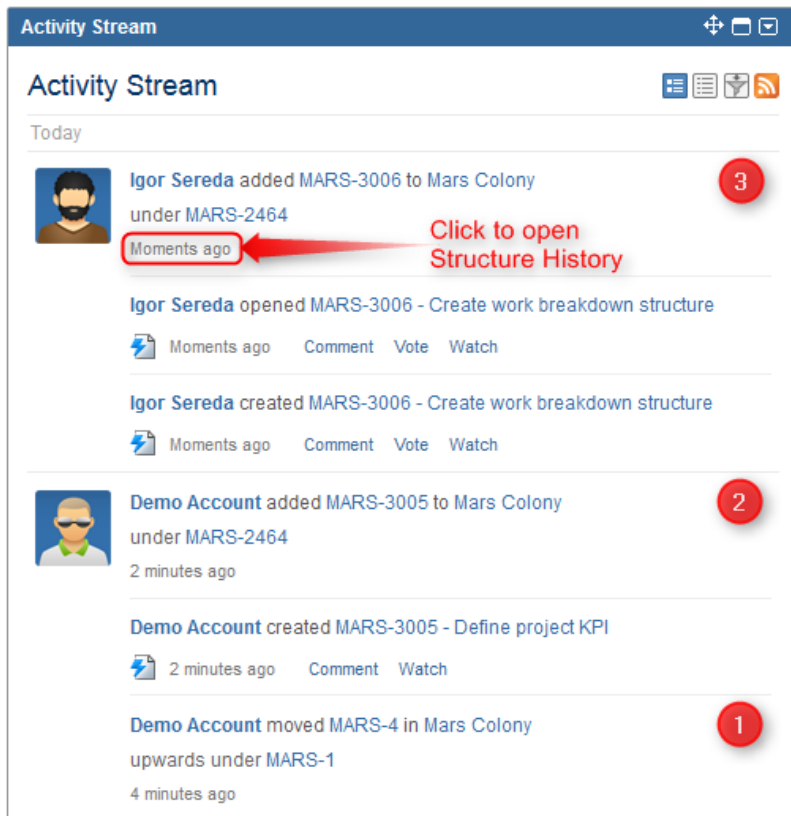 Activity Stream
Activity Stream
Today
Igor Sereda added MARS-3006 to Mars Colony
3
under MARS-2464
Moments ago
Click to open
Structure History
Igor Sereda opened MARS-3006 - Create work breakdown structure
Moments ago Comment Vote Watch
Igor Sereda created MARS-3006 - Create work breakdown structure
Moments ago Comment Vote Watch
Demo Account added MARS-3005 to Mars Colony
2
under MARS-2464
2 minutes ago
Demo Account created MARS-3005 - Define project KPI
2 minutes ago Comment Watch
Demo Account moved MARS-4 in Mars Colony
1
upwards under MARS-1
4 minutes ago